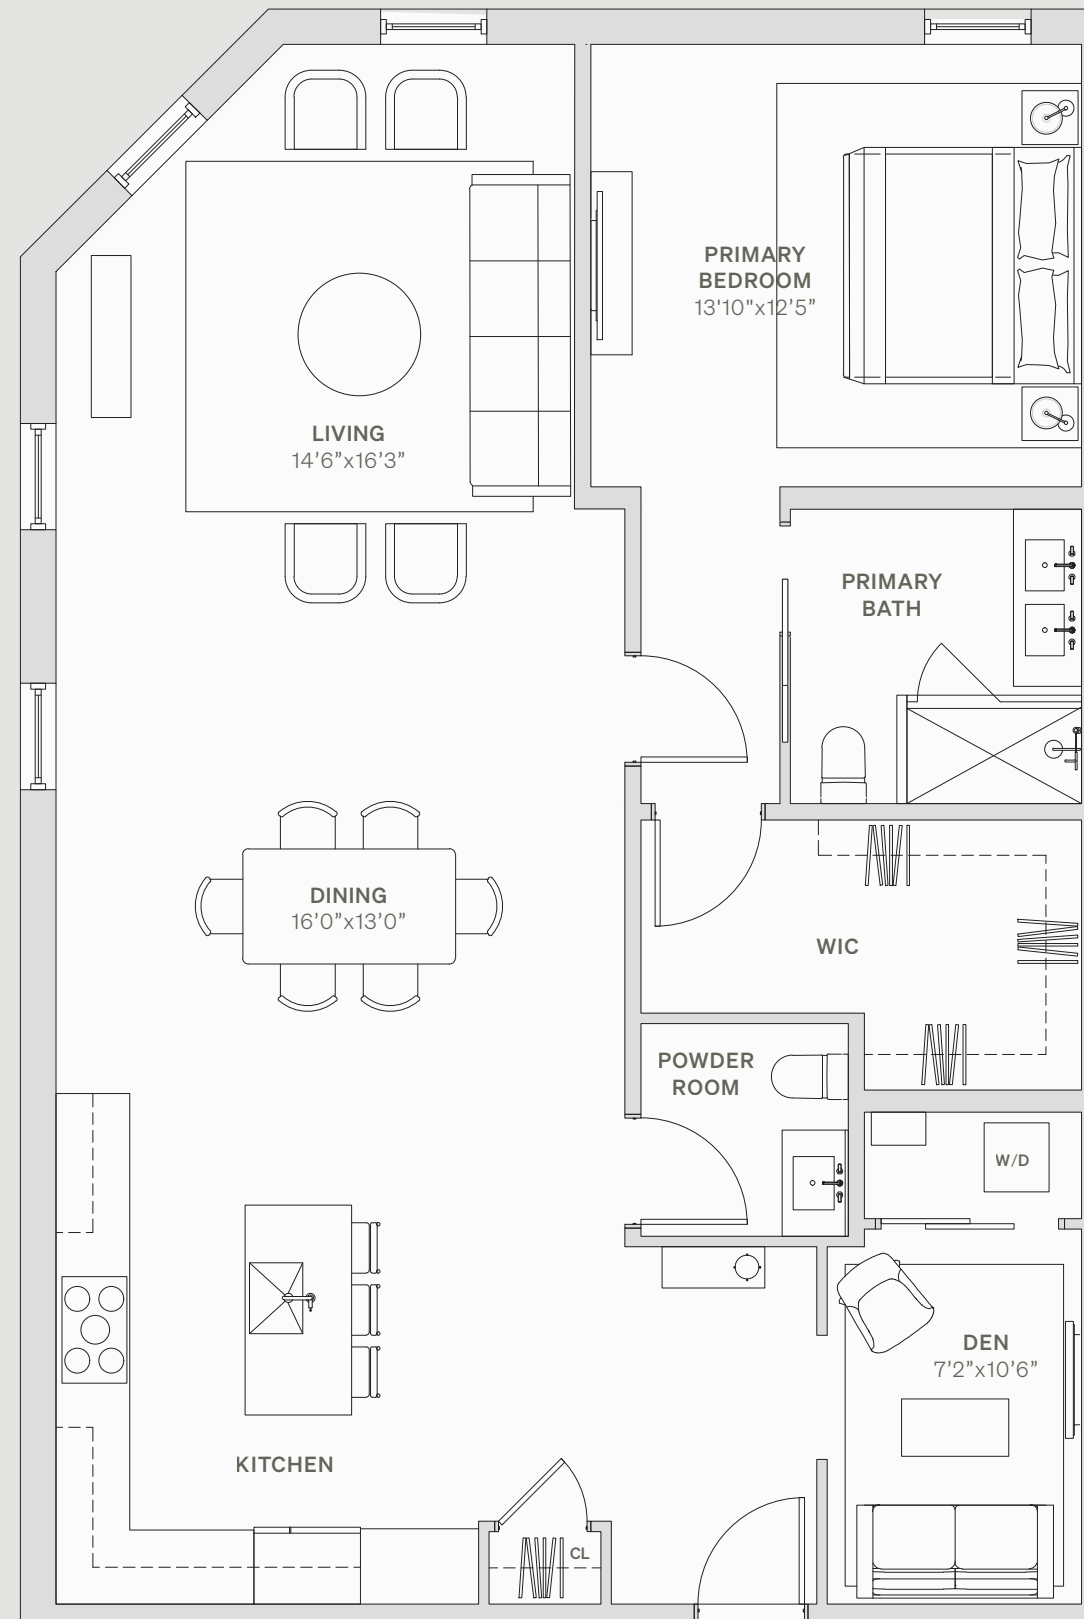 PRIMARY
BEDROOM
13'10"x12’5”
LIVING
14’6”x16’3”
PRIMARY
BATH
DINING
16’0”x13’0”
WIC
POWDER
ROOM
W/D
DEN
7’2”x10’6”
KITCHEN
CL